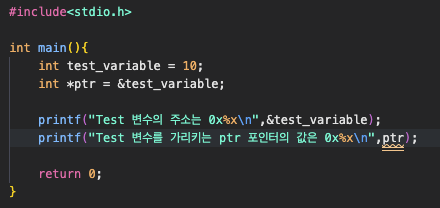 #include<stdio.h>
int main(){
int test_variable = 10;
int *ptr = &test_variable;
printf("Test 변수의 주소는 0x%x\n",&test_variable);
printf("Test 변수를 가리키는 ptr 포인터의 값은 0x%x\n",ptr);
return 0;
}